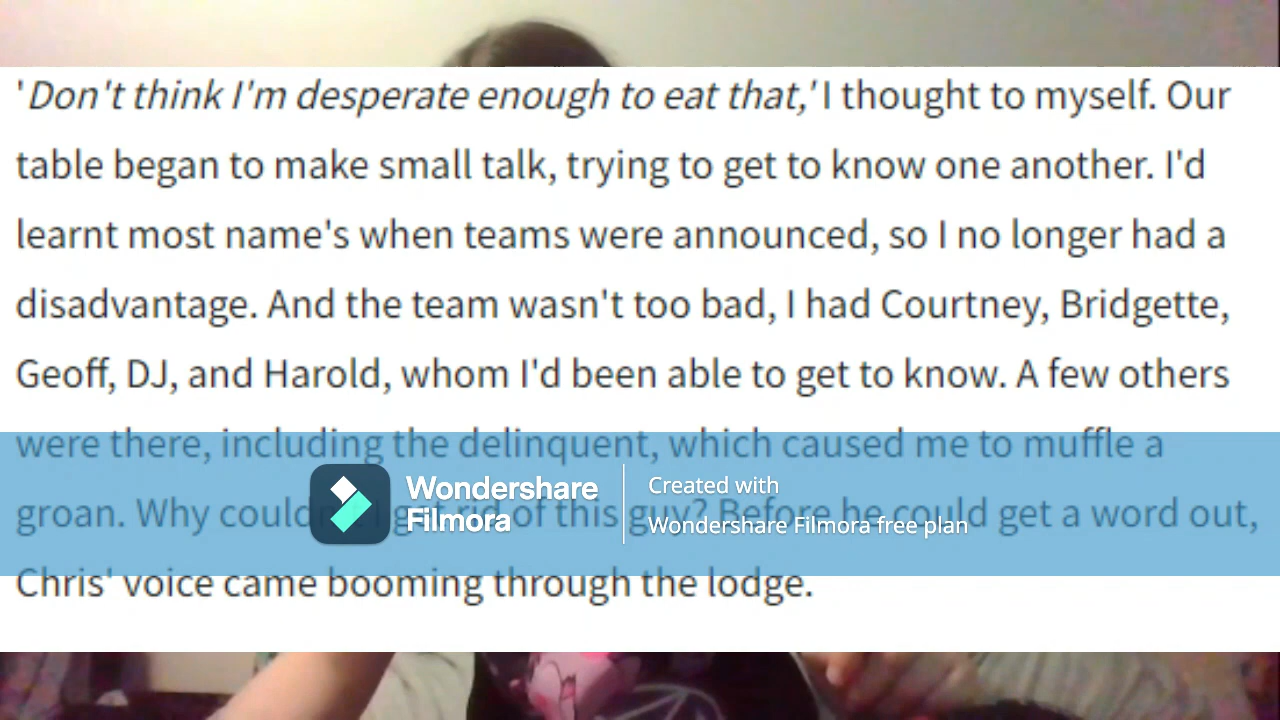 'Don't think I'm desperate enough to eat that,' I thought to myself. Our
table began to make small talk, trying to get to know one another. I'd
learnt most name's when teams were announced, so I no longer had a
disadvantage. And the team wasn't too bad, I had Courtney, Bridgette,
Geoff, DJ, and Harold, whom I'd been able to get to know. A few others
were there, including the delinquent, which caused me to muffle a
groan. Why of this guy? Before he could get a word out,
Wondershare
Filmora
Created with
Wondershare Filmora free plan
Chris' voice came booming through the lodge.